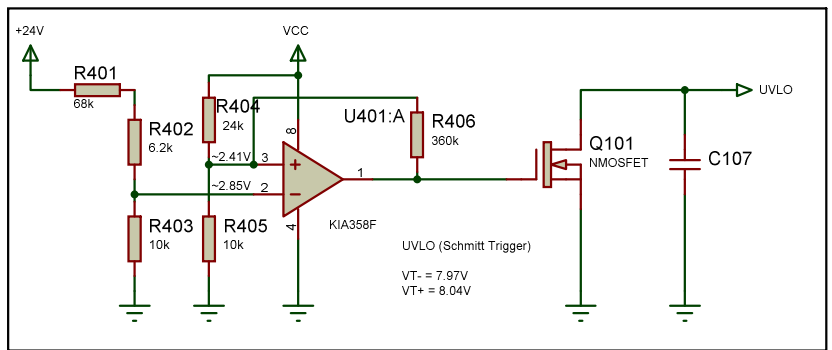 +24V
VCC
R401
68k
R402
6.2k
R404
24k
U401:A
R406
360k
UVLO
Q101
NMOSFET
C107
8
~2.41V
3
+
1
~2.85V
2
−
4
R403
10k
R405
10k
KIA358F
UVLO (Schmitt Trigger)
VT- = 7.97V
VT+ = 8.04V